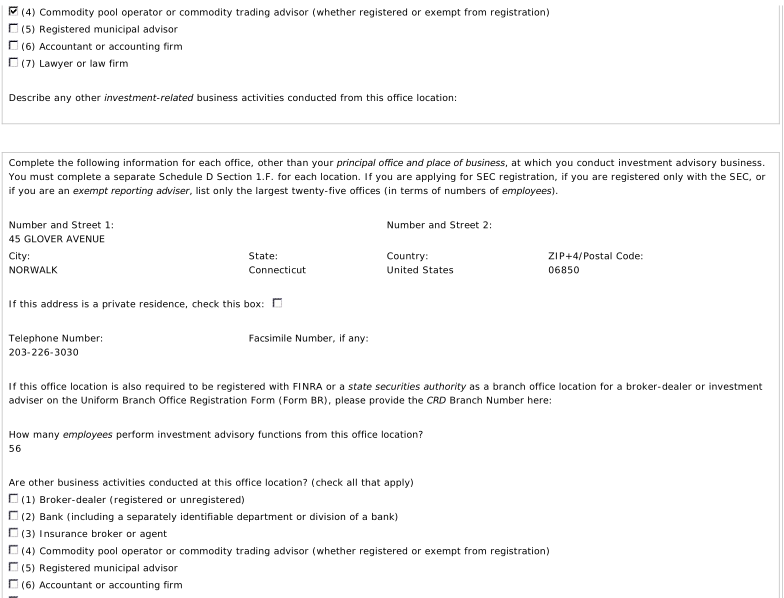 (4) Commodity pool operator or commodity trading advisor (whether registered or exempt from registration)
(5) Registered municipal advisor
(6) Accountant or accounting firm
(7) Lawyer or law firm
Describe any other investment-related business activities conducted from this office location:
Complete the following information for each office, other than your principal office and place of business, at which you conduct investment advisory business.
You must complete a separate Schedule D Section 1.F. for each location. If you are applying for SEC registration, if you are registered only with the SEC, or
if you are an exempt reporting adviser, list only the largest twenty-five offices (in terms of numbers of employees).
Number and Street 1: Number and Street 2:
45 GLOVER AVENUE
City: State: Country: ZIP+4/Postal Code:
NORWALK Connecticut United States 06850
If this address is a private residence, check this box:
Telephone Number: Facsimile Number, if any:
203-226-3030
If this office location is also required to be registered with FINRA or a state securities authority as a branch office location for a broker-dealer or investment
adviser on the Uniform Branch Office Registration Form (Form BR), please provide the CRD Branch Number here:
How many employees perform investment advisory functions from this office location?
56
Are other business activities conducted at this office location? (check all that apply)
(1) Broker-dealer (registered or unregistered)
(2) Bank (including a separately identifiable department or division of a bank)
(3) Insurance broker or agent
(4) Commodity pool operator or commodity trading advisor (whether registered or exempt from registration)
(5) Registered municipal advisor
(6) Accountant or accounting firm